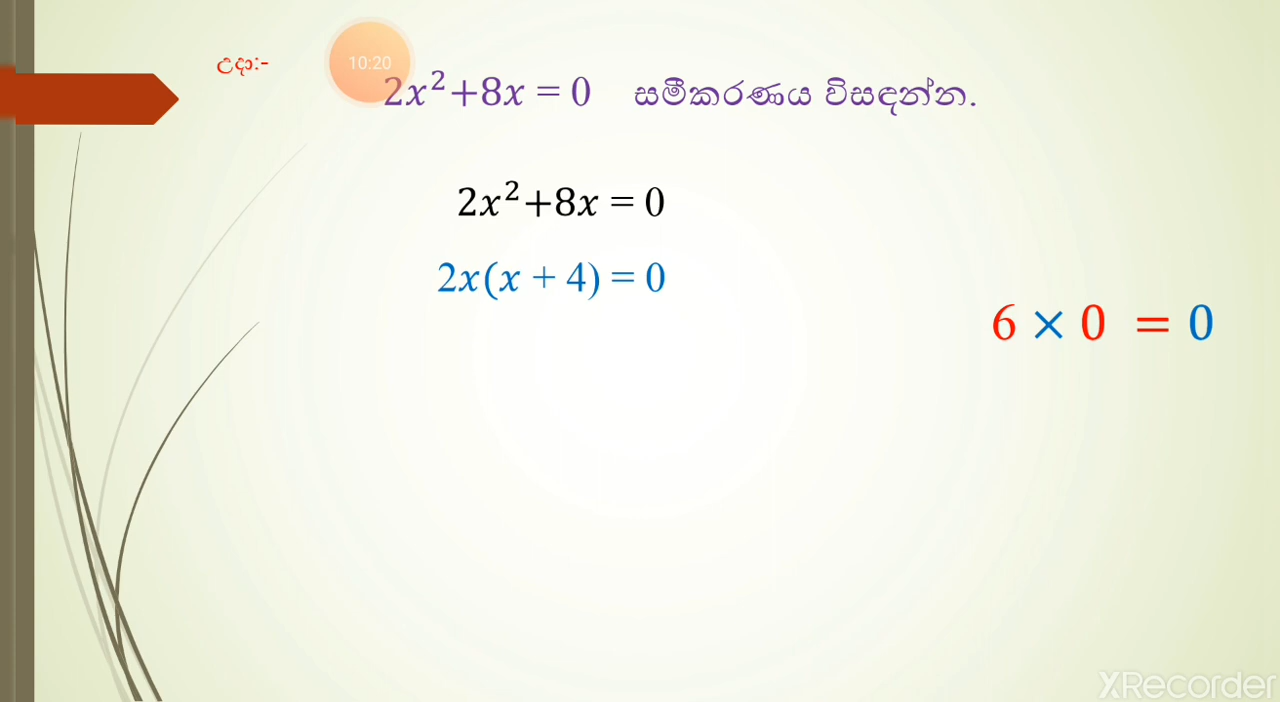 උදා:-
10:20
2x²+8x = 0 සමීකරණය විසඳන්න.
2x²+8x = 0
2x(x + 4) = 0
6 × 0 = 0
XRecorder